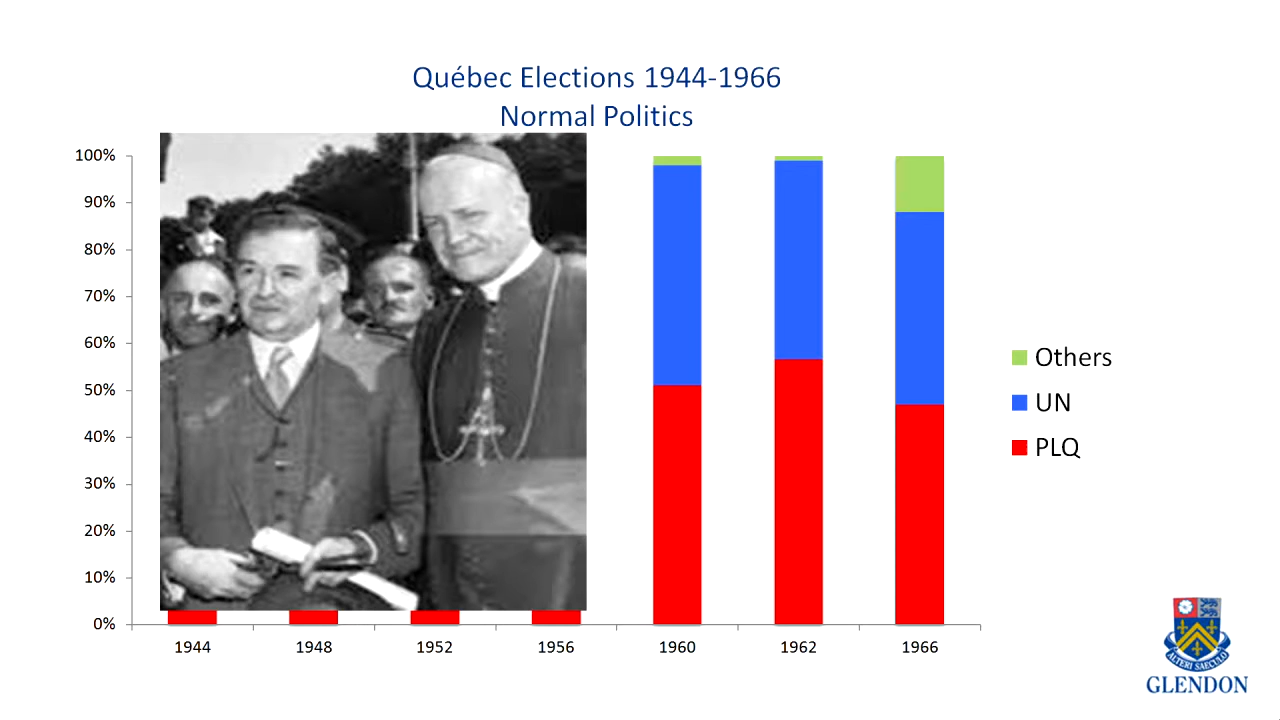 Québec Elections 1944-1966
Normal Politics
100%
90%
80%
70%
60%
50%
40%
30%
20%
10%
0%
1944 1948 1952 1956 1960 1962 1966
Others
UN
PLQ
ALTERI SAECULO
GLENDON